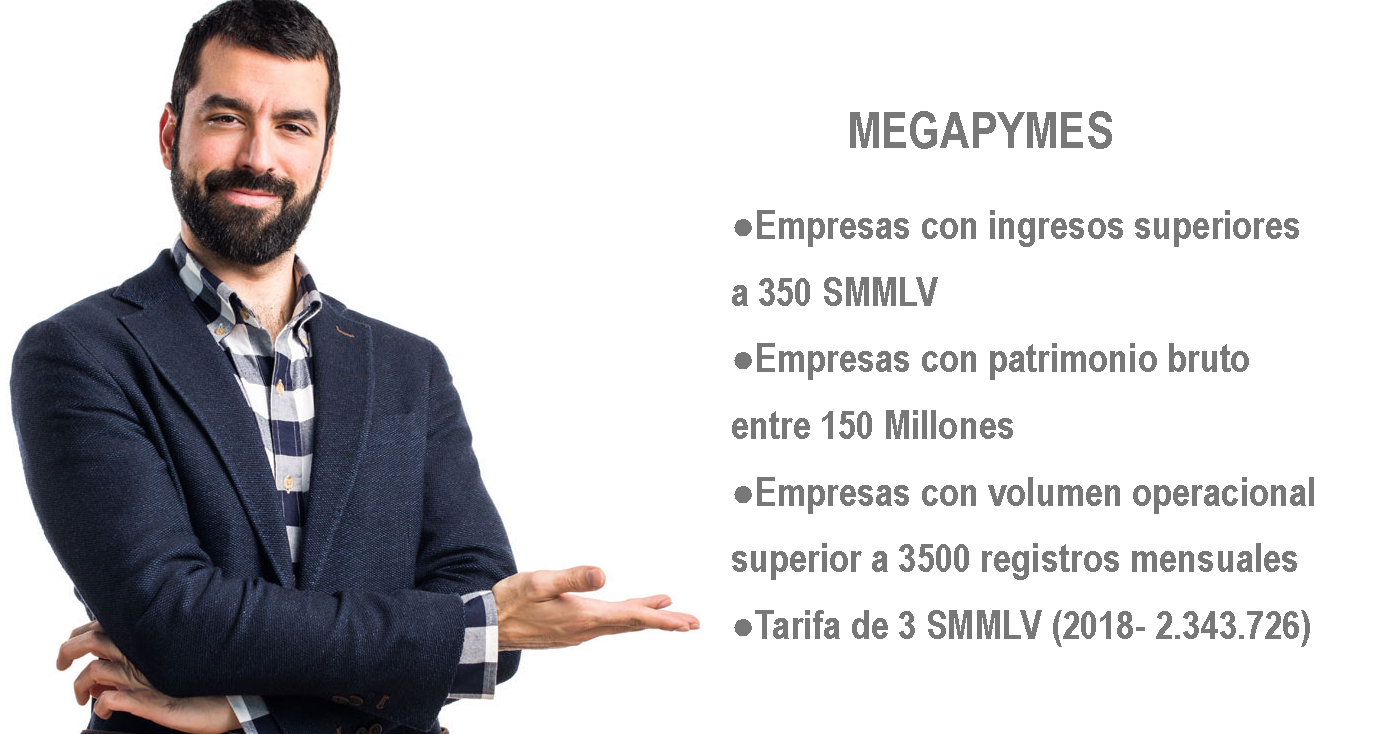 MEGAPYMES
●Empresas con ingresos superiores
a 350 SMMLV
●Empresas con patrimonio bruto
entre 150 Millones
●Empresas con volumen operacional
superior a 3500 registros mensuales
●Tarifa de 3 SMMLV (2018- 2.343.726)